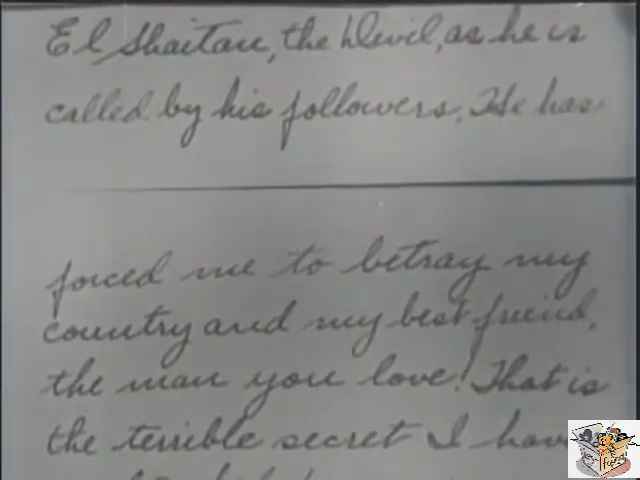 El Shaitan, the Devil, as he is
called by his followers. He has
forced me to betray my
country and my best friend,
the man you love! That is
the terrible secret I have